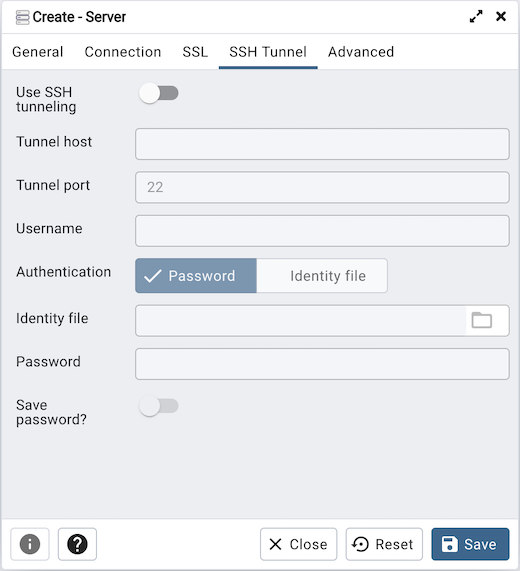 Create - Server
General Connection SSL SSH Tunnel Advanced
Use SSH
tunneling
Tunnel host
Tunnel port 22
Username
Authentication Password Identity file
Identity file
Password
Save
password?
Close Reset Save